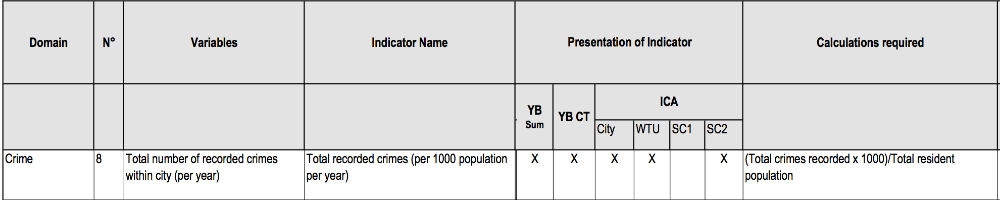 Domain N° Variables Indicator Name Presentation of Indicator Calculations required
YB Sum YB CT ICA
City WTU SC1 SC2
Crime 8 Total number of recorded crimes Total recorded crimes (per 1000 population X X X X X (Total crimes recorded x 1000)/Total resident
within city (per year) per year) population